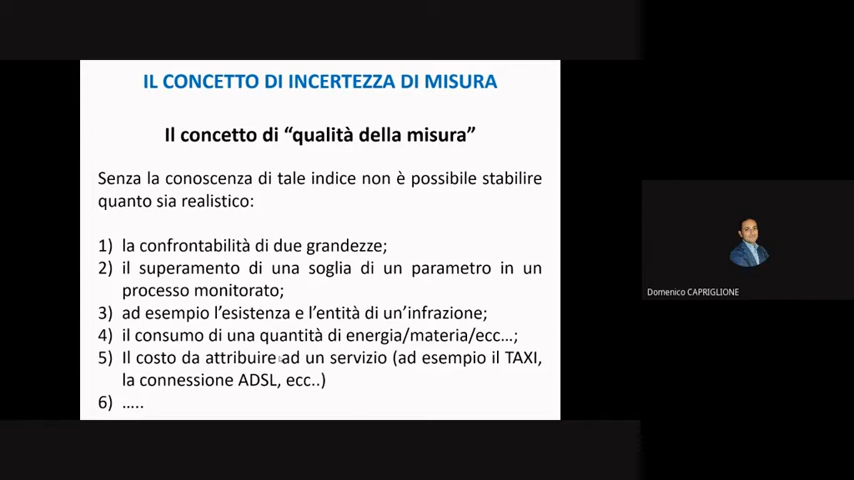 IL CONCETTO DI INCERTEZZA DI MISURA
Il concetto di “qualità della misura”
Senza la conoscenza di tale indice non è possibile stabilire
quanto sia realistico:
1) la confrontabilità di due grandezze;
2) il superamento di una soglia di un parametro in un
processo monitorato;
3) ad esempio l’esistenza e l’entità di un’infrazione;
4) il consumo di una quantità di energia/materia/ecc...;
5) Il costo da attribuire ad un servizio (ad esempio il TAXI,
la connessione ADSL, ecc..)
6) .....
Domenico CAPRIGLIONE